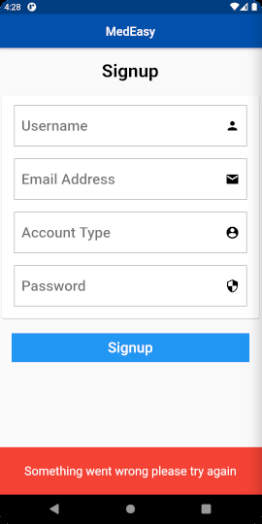 4:28
MedEasy
Signup
Username
Email Address
Account Type
Password
Signup
Something went wrong please try again